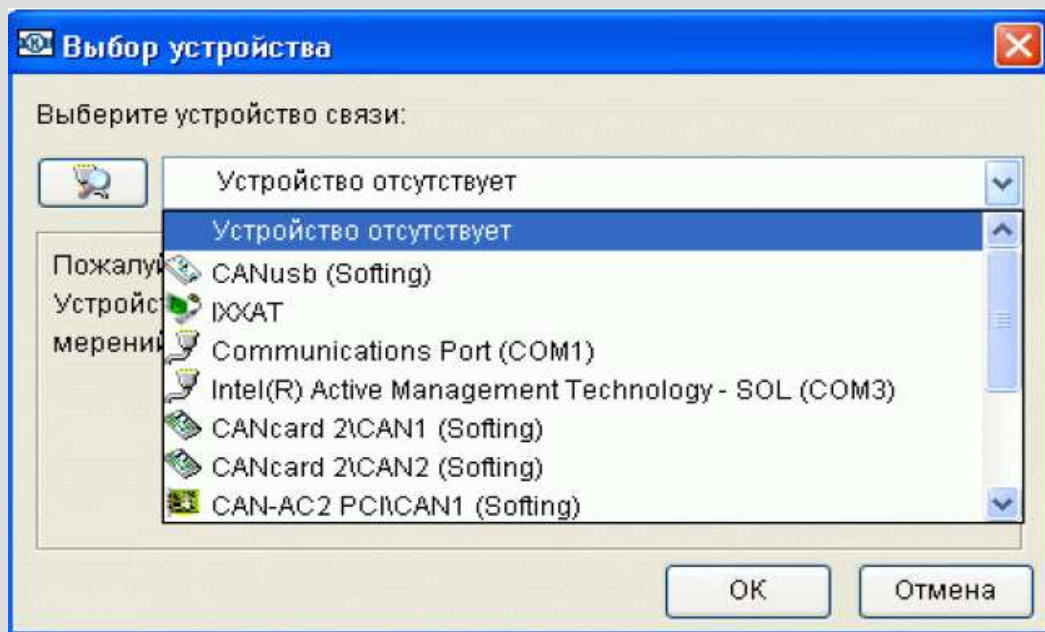 Выбор устройства
Выберите устройство связи:
Устройство отсутствует
Устройство отсутствует
CANusb (Softing)
IXXAT
Communications Port (COM1)
Intel(R) Active Management Technology - SOL (COM3)
CANcard 2\CAN1 (Softing)
CANcard 2\CAN2 (Softing)
CAN-AC2 PCI\CAN1 (Softing)
OK
Отмена